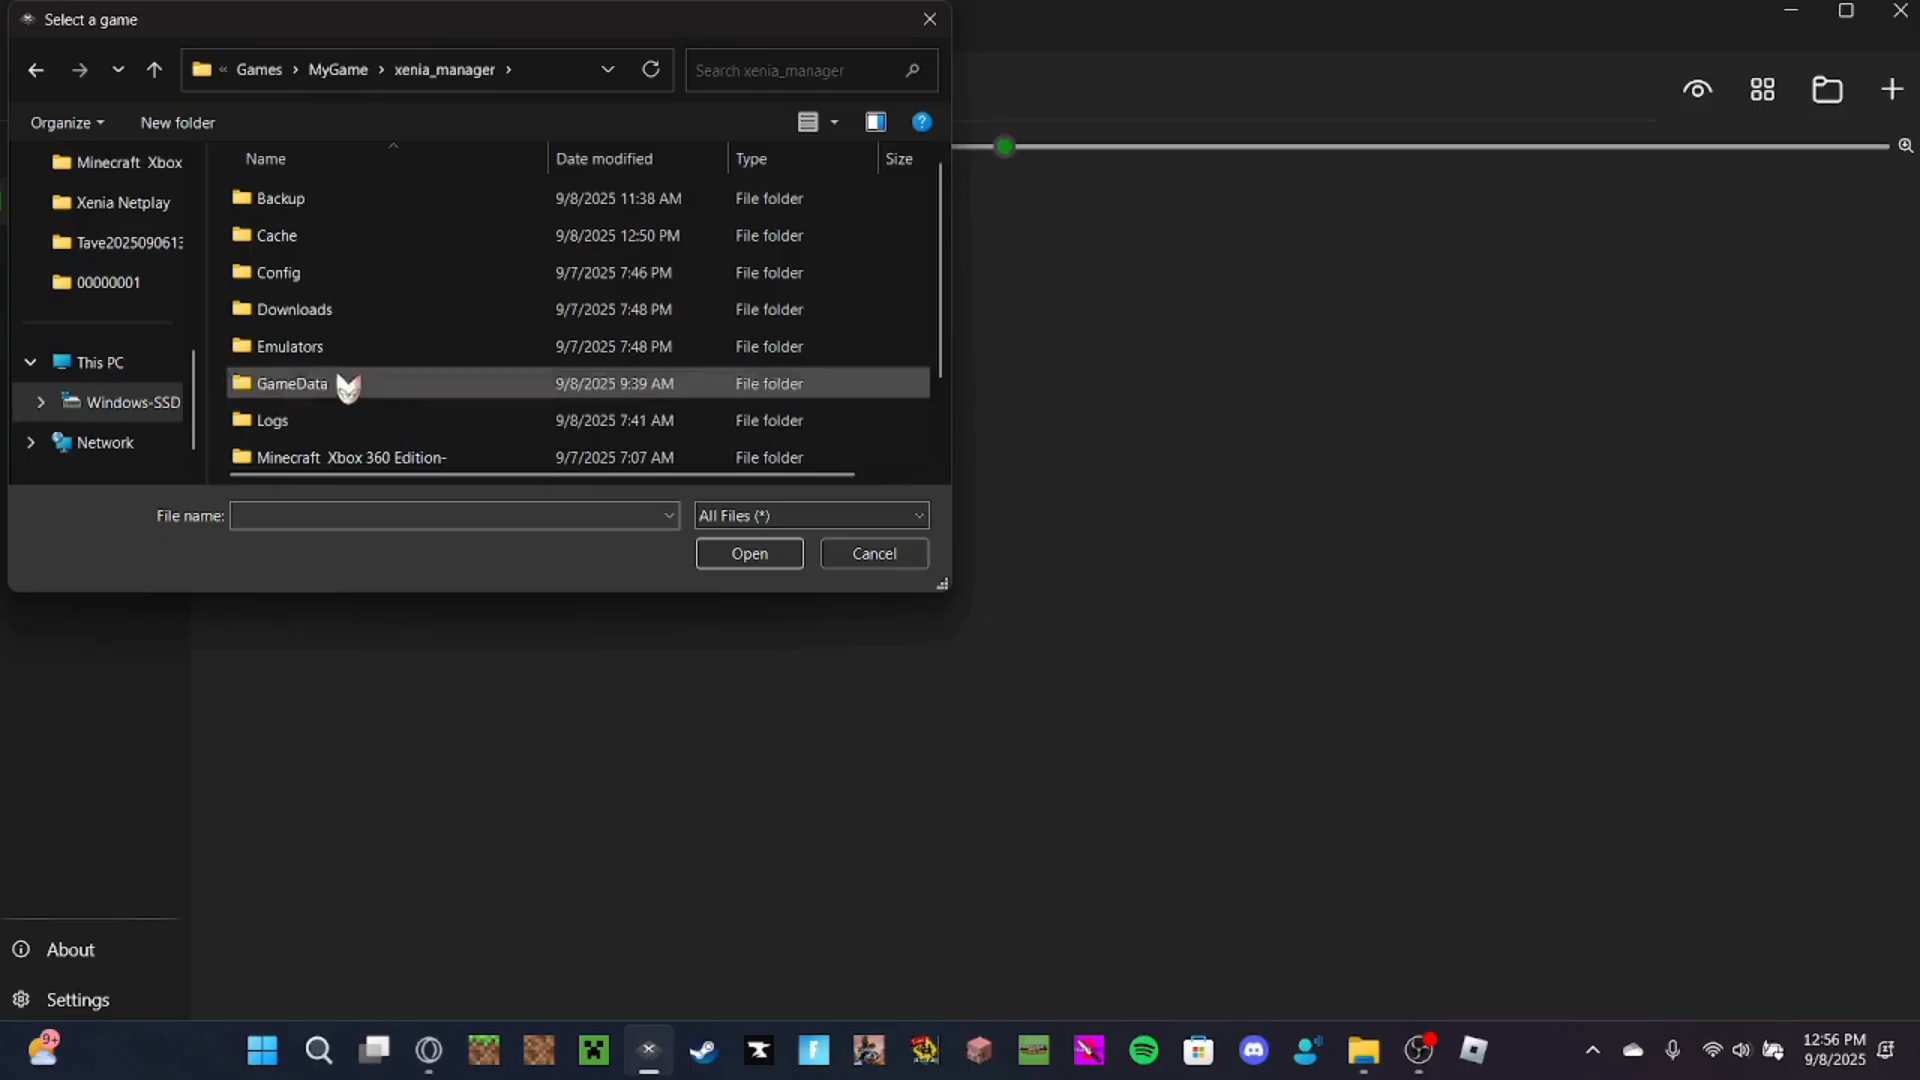 Select a game
« Games > MyGame > xenia_manager >
Search xenia_manager
Organize
New folder
Minecraft Xbox
Xenia Netplay
Tave202509061
00000001
This PC
Windows-SSD
Network
Name Date modified Type Size
Backup 9/8/2025 11:38 AM File folder
Cache 9/8/2025 12:50 PM File folder
Config 9/7/2025 7:46 PM File folder
Downloads 9/7/2025 7:48 PM File folder
Emulators 9/7/2025 7:48 PM File folder
GameData 9/8/2025 9:39 AM File folder
Logs 9/8/2025 7:41 AM File folder
Minecraft Xbox 360 Edition- 9/7/2025 7:07 AM File folder
File name:
All Files (*)
Open
Cancel
About
Settings
9+
12:56 PM
9/8/2025